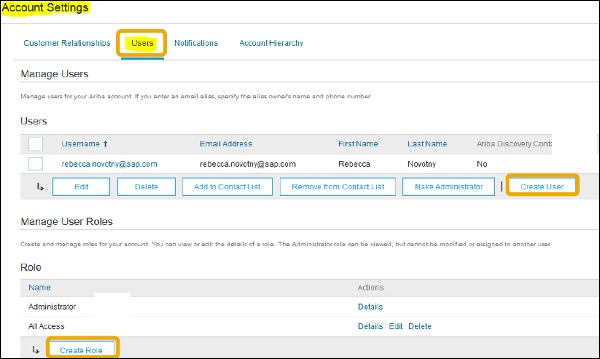 Account Settings
Customer Relationships Users Notifications Account Hierarchy
Manage Users
Manage users for your Ariba account. If you enter an email alias, specify the alias owner's name and phone number.
Users
Username ↑ Email Address First Name Last Name Ariba Discovery Conta
rebecca.novotny@sap.com rebecca.novotny@sap.com Rebecca Novotny No
Edit Delete Add to Contact List Remove from Contact List Make Administrator | Create User
Manage User Roles
Create and manage roles for your account. You can view or edit the details of a role. The Administrator role can be viewed, but cannot be modified or assigned to another user
Role
Name Actions
Administrator Details
All Access Details Edit Delete
Create Role